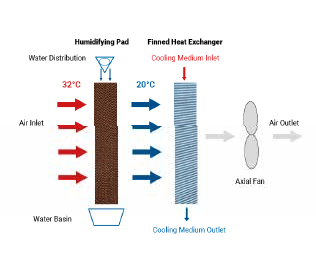 Humidifying Pad
Finned Heat Exchanger
Water Distribution
Cooling Medium Inlet
32°C
20°C
Air Inlet
Air Outlet
Axial Fan
Water Basin
Cooling Medium Outlet